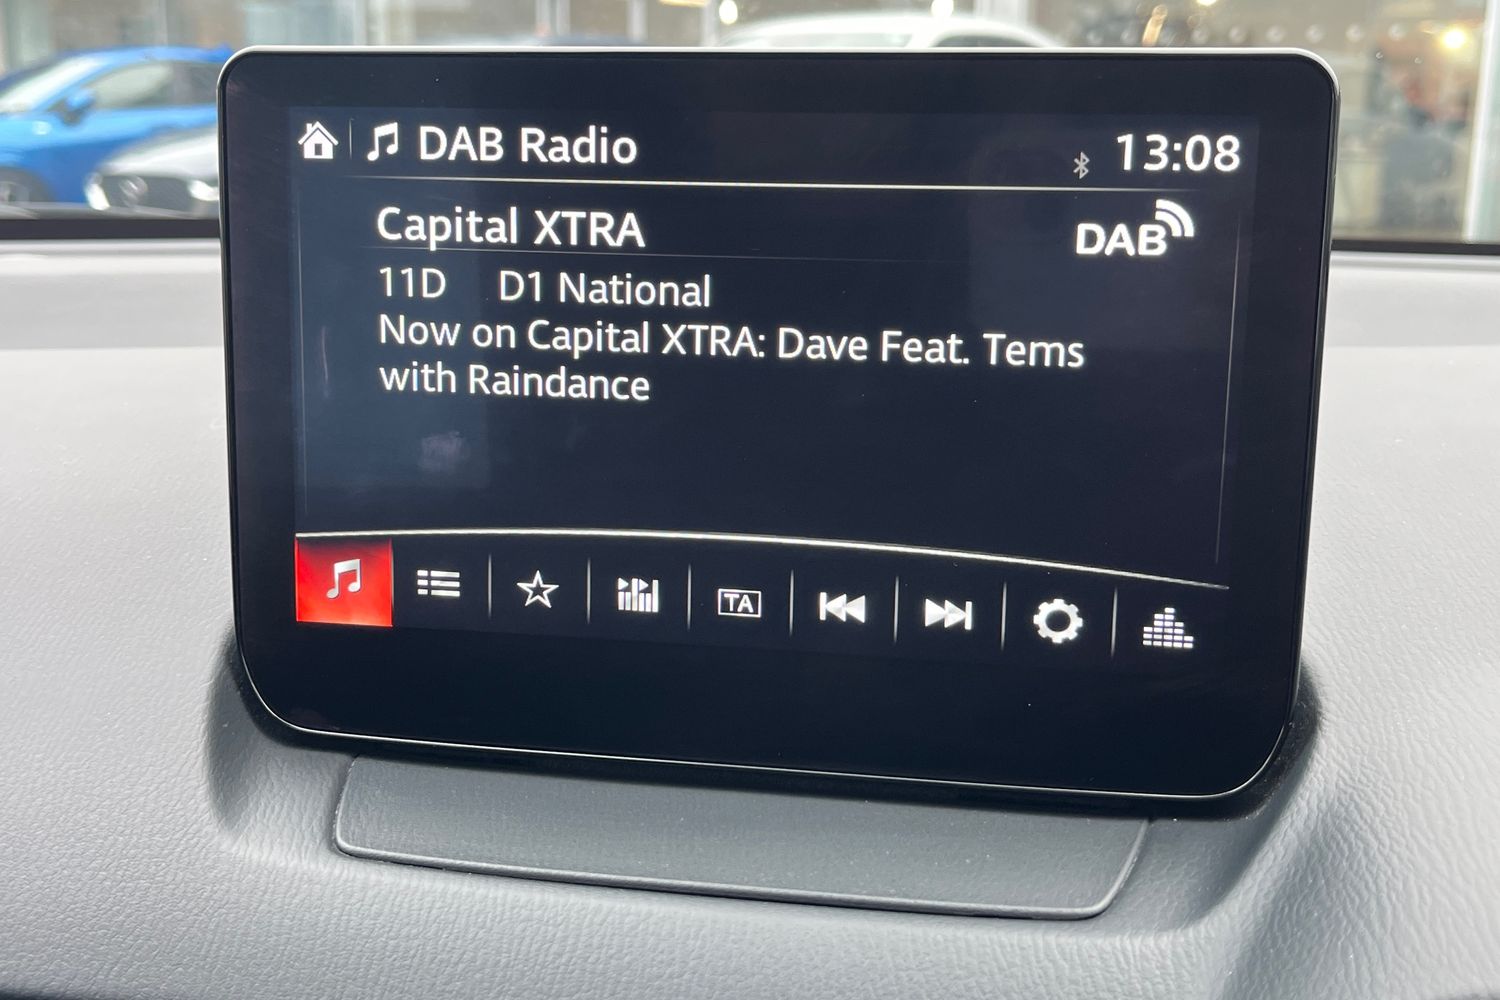 DAB Radio 13:08
Capital XTRA DAB
11D D1 National
Now on Capital XTRA: Dave Feat. Tems
with Raindance
TA